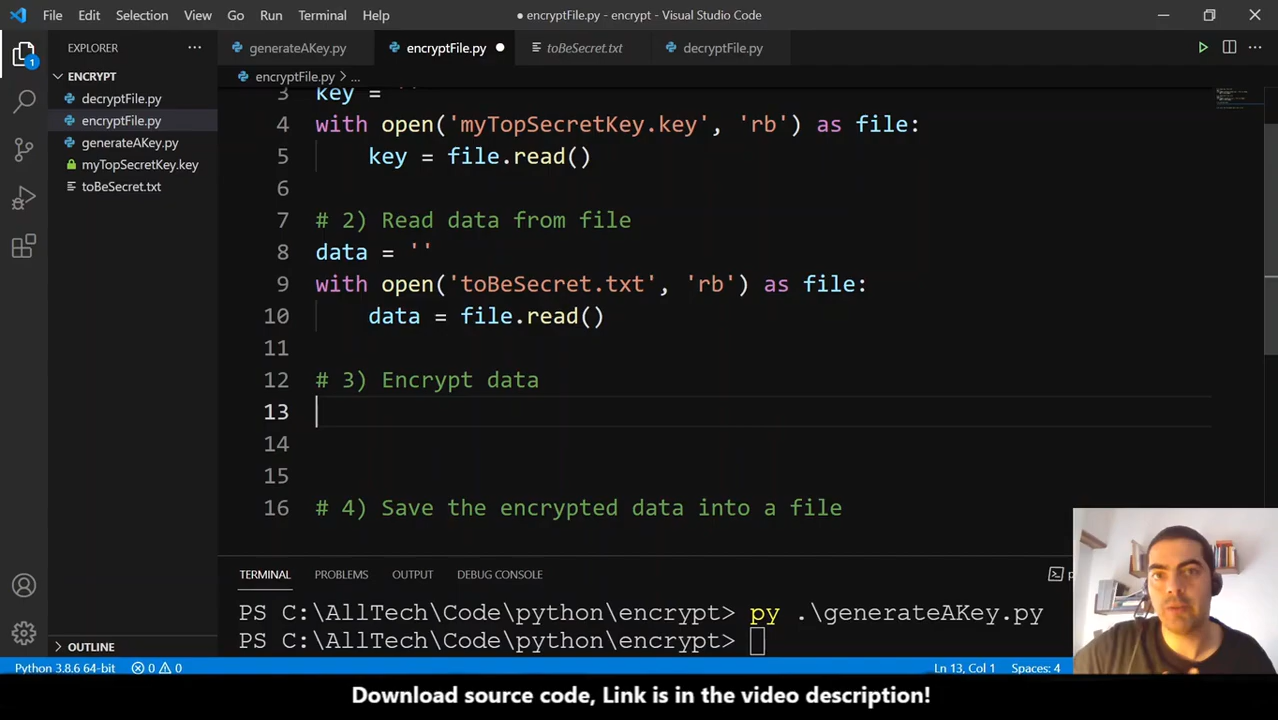 File Edit Selection View Go Run Terminal Help
● encryptFile.py - encrypt - Visual Studio Code
EXPLORER
generateAKey.py
encryptFile.py
toBeSecret.txt
decryptFile.py
1
ENCRYPT
decryptFile.py
encryptFile.py
generateAKey.py
myTopSecretKey.key
toBeSecret.txt
OUTLINE
encryptFile.py > ...
3 key = ''
4 with open('myTopSecretKey.key', 'rb') as file:
5 key = file.read()
6
7 # 2) Read data from file
8 data = ''
9 with open('toBeSecret.txt', 'rb') as file:
10 data = file.read()
11
12 # 3) Encrypt data
13
14
15
16 # 4) Save the encrypted data into a file
TERMINAL PROBLEMS OUTPUT DEBUG CONSOLE
PS C:\AllTech\Code\python\encrypt> py .\generateAKey.py
PS C:\AllTech\Code\python\encrypt>
Python 3.8.6 64-bit 0 0 Ln 13, Col 1 Spaces: 4
Download source code, Link is in the video description!